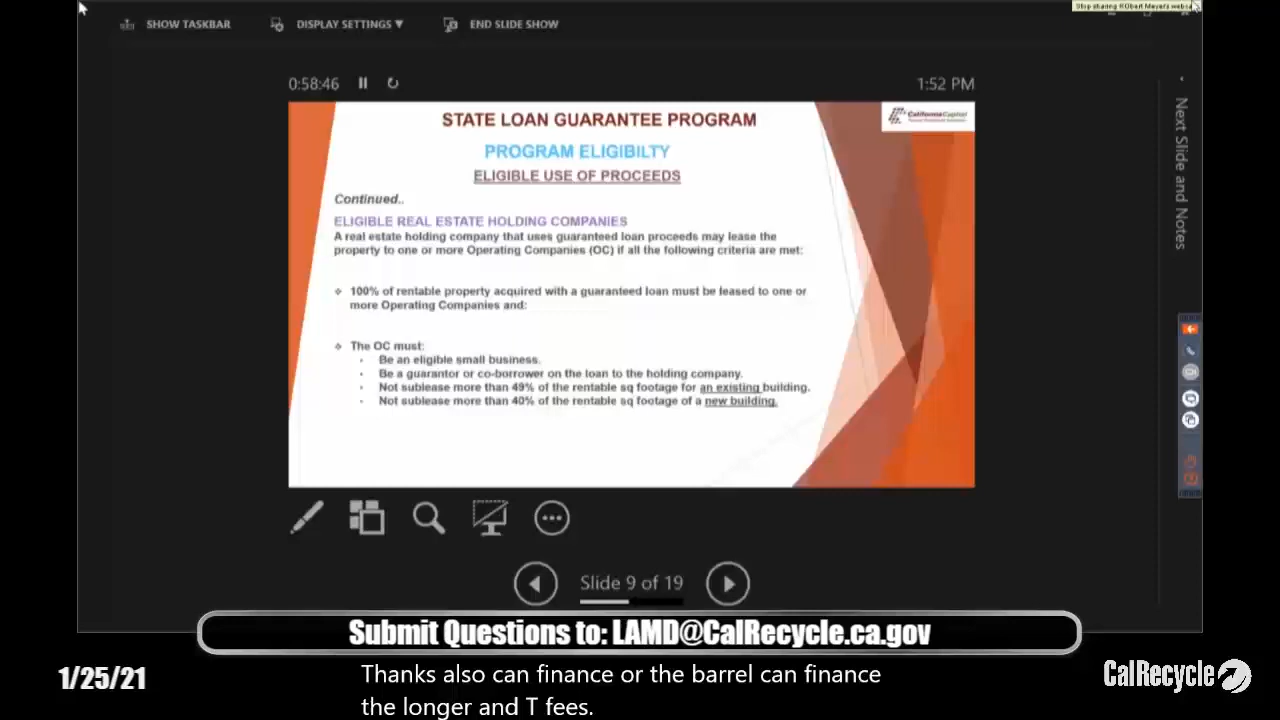 SHOW TASKBAR
DISPLAY SETTINGS ▼
END SLIDE SHOW
0:58:46
1:52 PM
STATE LOAN GUARANTEE PROGRAM
CaliforniaCapital
PROGRAM ELIGIBILTY
ELIGIBLE USE OF PROCEEDS
Continued..
ELIGIBLE REAL ESTATE HOLDING COMPANIES
A real estate holding company that uses guaranteed loan proceeds may lease the
property to one or more Operating Companies (OC) if all the following criteria are met:
100% of rentable property acquired with a guaranteed loan must be leased to one or
more Operating Companies and:
The OC must:
Be an eligible small business.
Be a guarantor or co-borrower on the loan to the holding company.
Not sublease more than 49% of the rentable sq footage for an existing building.
Not sublease more than 40% of the rentable sq footage of a new building.
Next Slide and Notes
Slide 9 of 19
Submit Questions to: LAMD@CalRecycle.ca.gov
1/25/21
Thanks also can finance or the barrel can finance
the longer and T fees.
CalRecycle